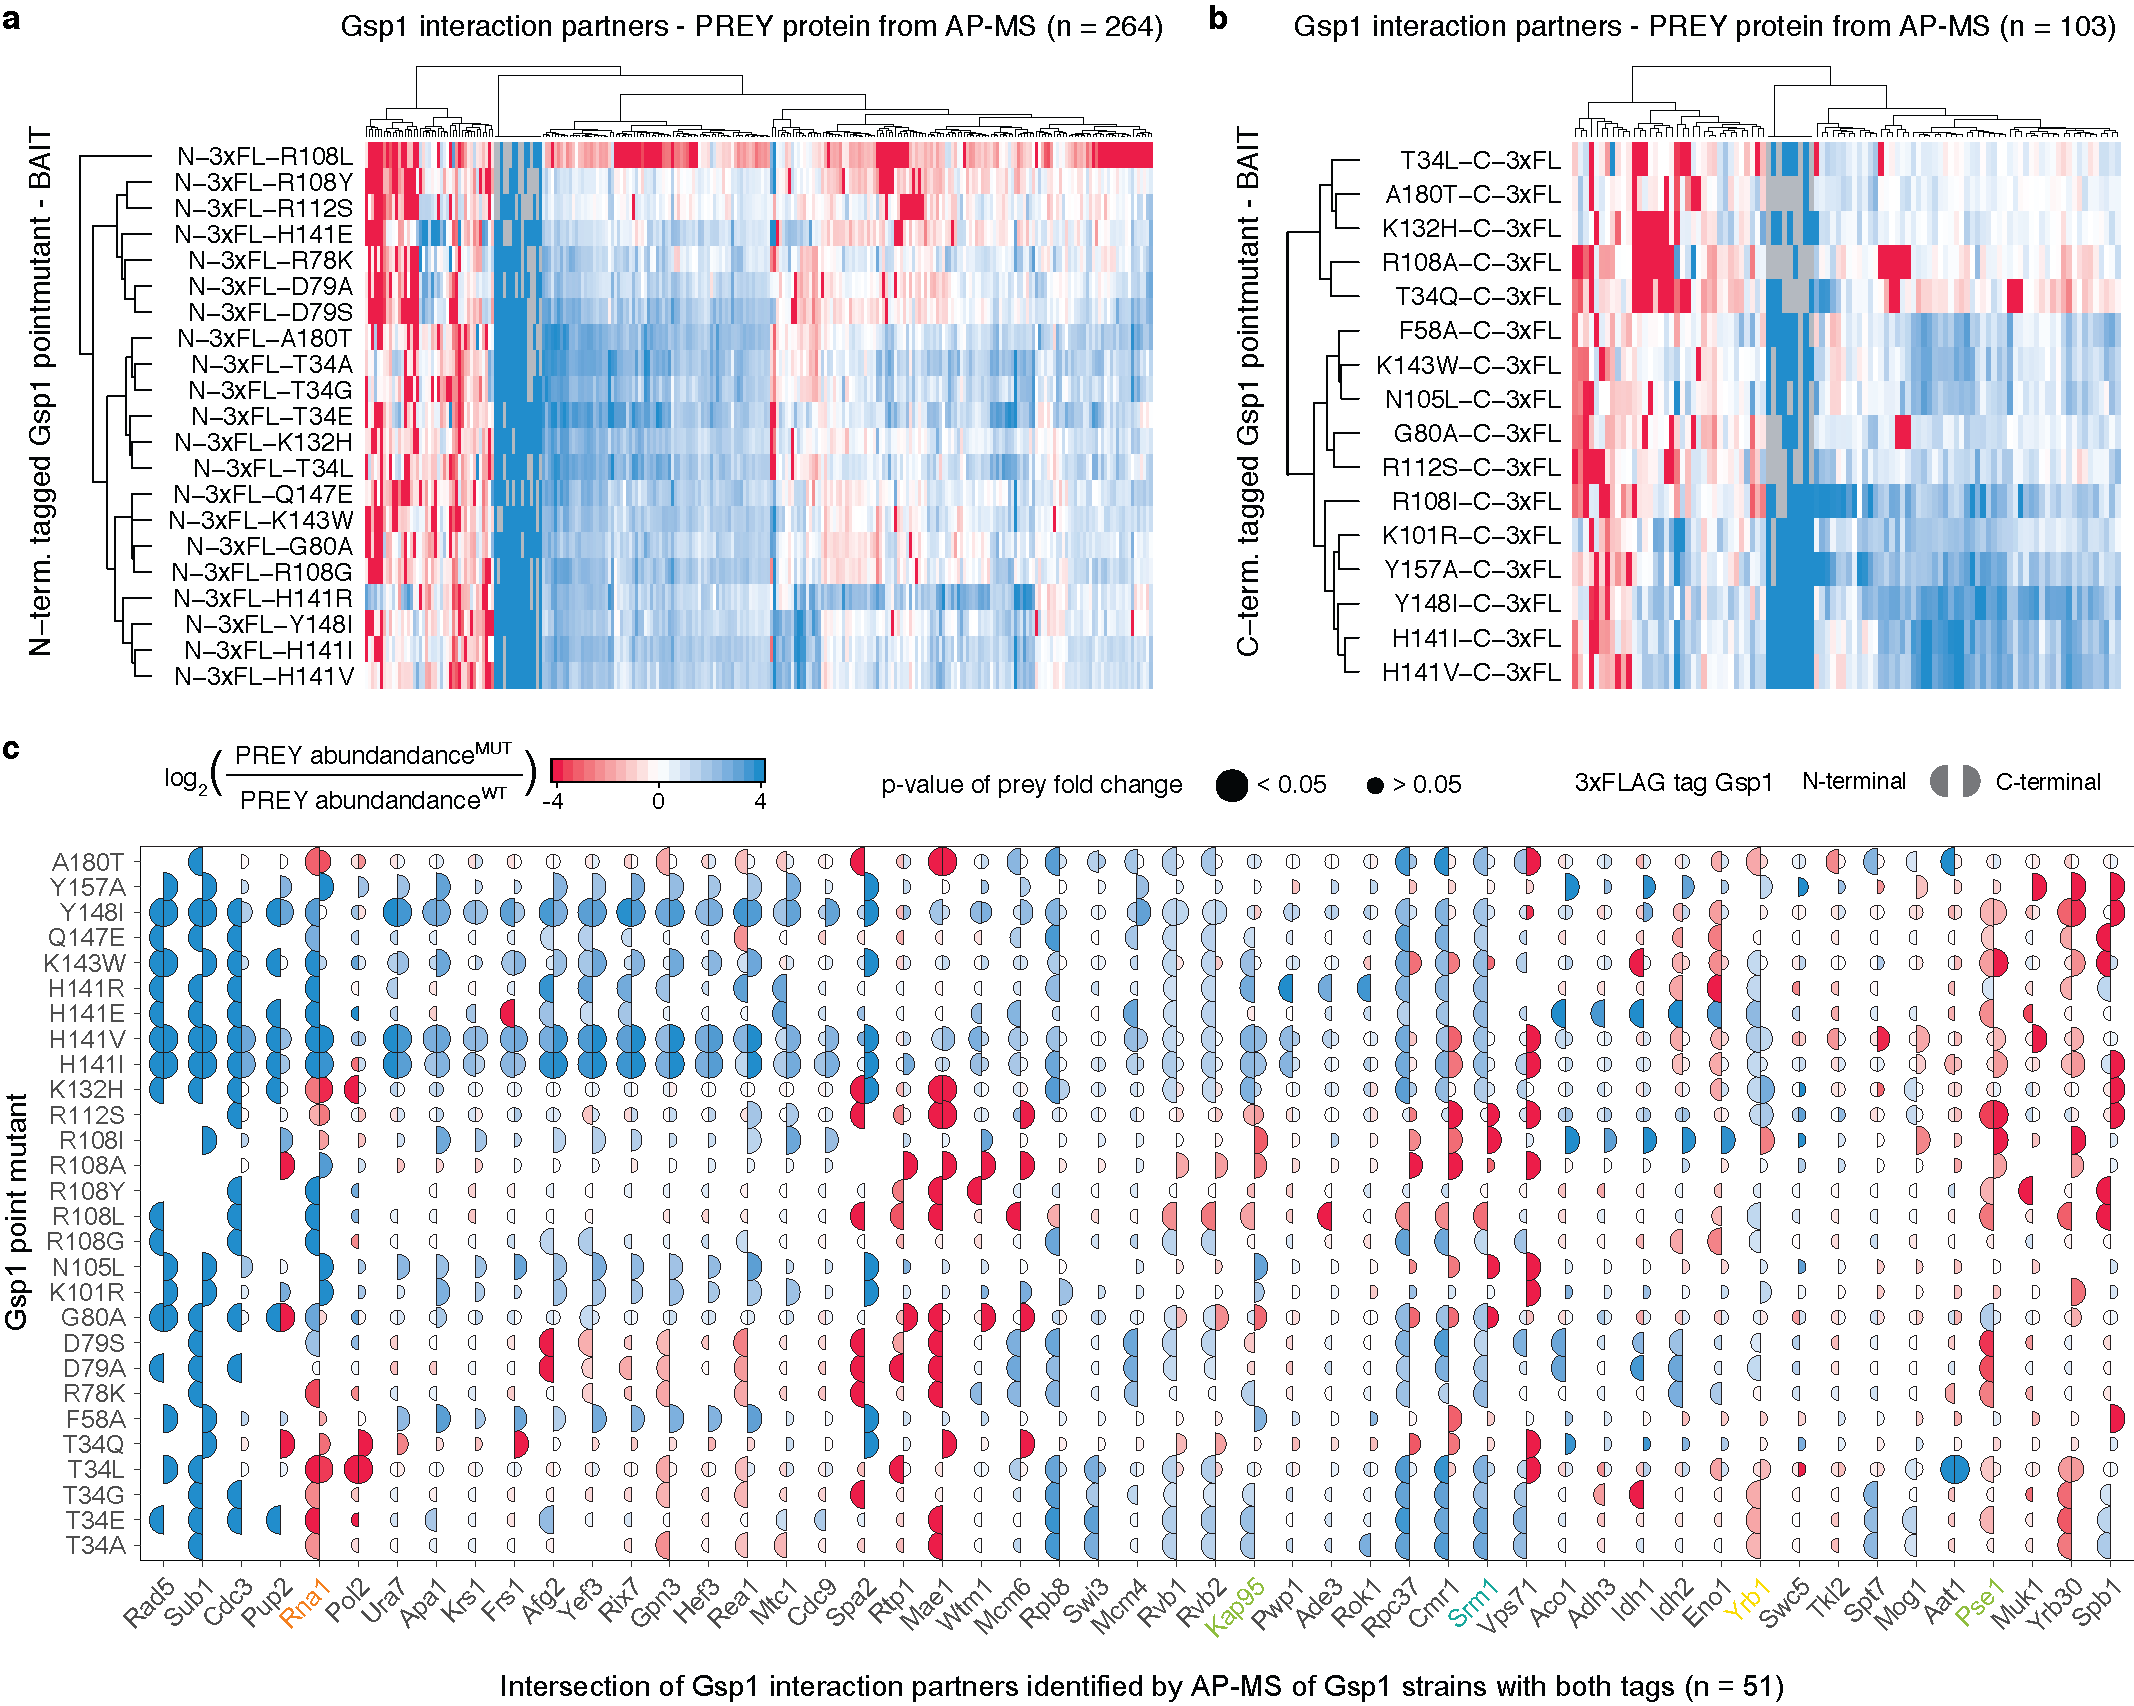 a
Gsp1 interaction partners - PREY protein from AP-MS (n = 264)
N-term. tagged Gsp1 pointmutant - BAIT
N-3xFL-R108L
N-3xFL-R108Y
N-3xFL-R112S
N-3xFL-H141E
N-3xFL-R78K
N-3xFL-D79A
N-3xFL-D79S
N-3xFL-A180T
N-3xFL-T34A
N-3xFL-T34G
N-3xFL-T34E
N-3xFL-K132H
N-3xFL-T34L
N-3xFL-Q147E
N-3xFL-K143W
N-3xFL-G80A
N-3xFL-R108G
N-3xFL-H141R
N-3xFL-Y148I
N-3xFL-H141I
N-3xFL-H141V
b
Gsp1 interaction partners - PREY protein from AP-MS (n = 103)
C-term. tagged Gsp1 pointmutant - BAIT
T34L-C-3xFL
A180T-C-3xFL
K132H-C-3xFL
R108A-C-3xFL
T34Q-C-3xFL
F58A-C-3xFL
K143W-C-3xFL
N105L-C-3xFL
G80A-C-3xFL
R112S-C-3xFL
R108I-C-3xFL
K101R-C-3xFL
Y157A-C-3xFL
Y148I-C-3xFL
H141I-C-3xFL
H141V-C-3xFL
c
log2(PREY abundandance^MUT / PREY abundandance^WT)
-4 0 4
p-value of prey fold change < 0.05 > 0.05
3xFLAG tag Gsp1 N-terminal C-terminal
Gsp1 point mutant
A180T
Y157A
Y148I
Q147E
K143W
H141R
H141E
H141V
H141I
K132H
R112S
R108I
R108A
R108Y
R108L
R108G
N105L
K101R
G80A
D79S
D79A
R78K
F58A
T34Q
T34L
T34G
T34E
T34A
Rad5 Sub1 Cdc3 Pup2 Rna1 Pol2 Ura7 Apa1 Krs1 Frs1 Afg2 Yef3 Rix7 Gpn3 Hef3 Rea1 Mtc1 Cdc9 Spa2 Rtp1 Mae1 Wtm1 Mcm6 Rpb8 Swi3 Mcm4 Rvb1 Rvb2 Kap95 Pwp1 Ade3 Rok1 Rpc37 Cmr1 Srm1 Vps71 Aco1 Adh3 Idh1 Idh2 Eno1 Yrb1 Swc5 Tkl2 Spt7 Mog1 Aat1 Pse1 Muk1 Yrb30 Spb1
Intersection of Gsp1 interaction partners identified by AP-MS of Gsp1 strains with both tags (n = 51)